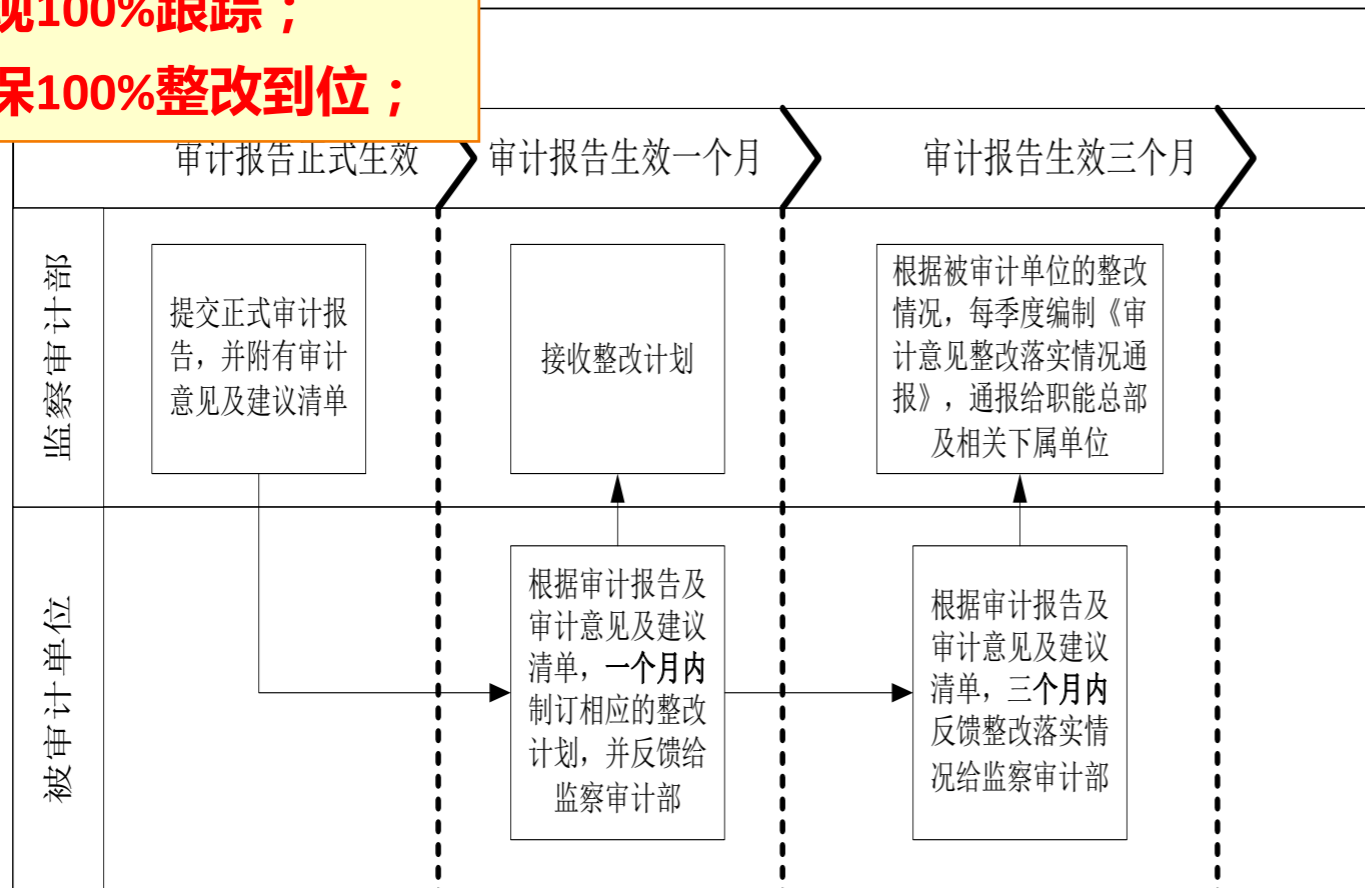 现100%跟踪；
保100%整改到位；
审计报告正式生效
审计报告生效一个月
审计报告生效三个月
监察审计部
提交正式审计报
告，并附有审计
意见及建议清单
接收整改计划
根据被审计单位的整改
情况，每季度编制《审
计意见整改落实情况通
报》，通报给职能总部
及相关下属单位
被审计单位
根据审计报告及
审计意见及建议
清单，一个月内
制订相应的整改
计划，并反馈给
监察审计部
根据审计报告及
审计意见及建议
清单，三个月内
反馈整改落实情
况给监察审计部